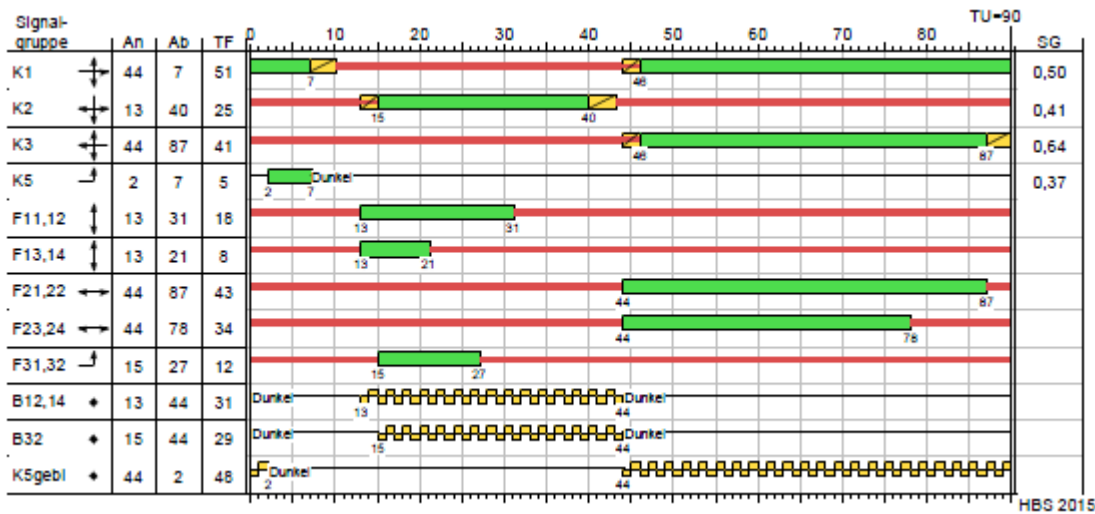 TU=90
Signal-
gruppe An Ab TF 0 10 20 30 40 50 60 70 80 SG
K1 44 7 51 7 46 0,50
K2 13 40 25 15 40 0,41
K3 44 87 41 46 87 0,64
K5 2 7 5 2 7 Dunkel 0,37
F11,12 13 31 18 13 31
F13,14 13 21 8 13 21
F21,22 44 87 43 44 87
F23,24 44 78 34 44 78
F31,32 15 27 12 15 27
B12,14 13 44 31 Dunkel 13 44 Dunkel
B32 15 44 29 Dunkel 15 44 Dunkel
K5gebl 44 2 48 2 Dunkel 44
HBS 2015